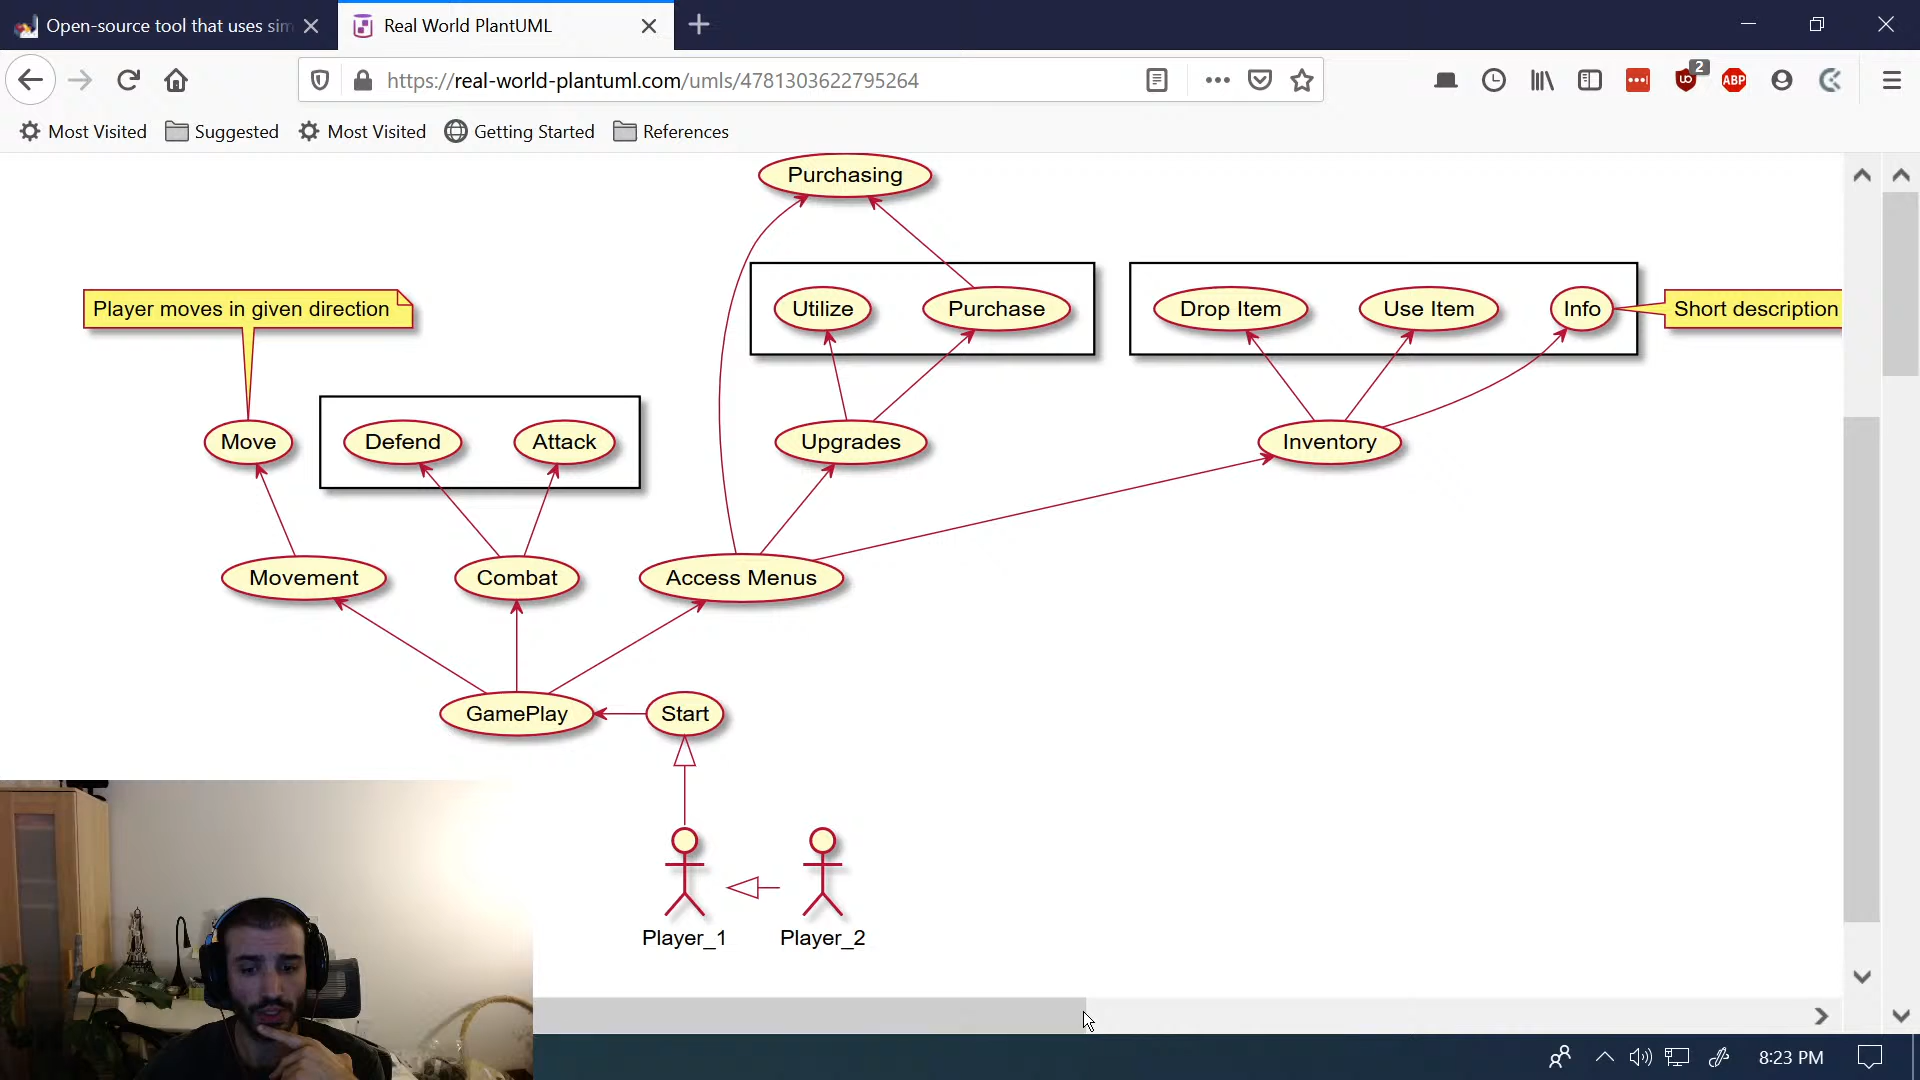 Open-source tool that uses sim
Real World PlantUML
https://real-world-plantuml.com/umls/4781303622795264
2
ABP
Most Visited
Suggested
Most Visited
Getting Started
References
Purchasing
Player moves in given direction
Utilize
Purchase
Drop Item
Use Item
Info
Short description
Move
Defend
Attack
Upgrades
Inventory
Movement
Combat
Access Menus
GamePlay
Start
Player_1
Player_2
8:23 PM